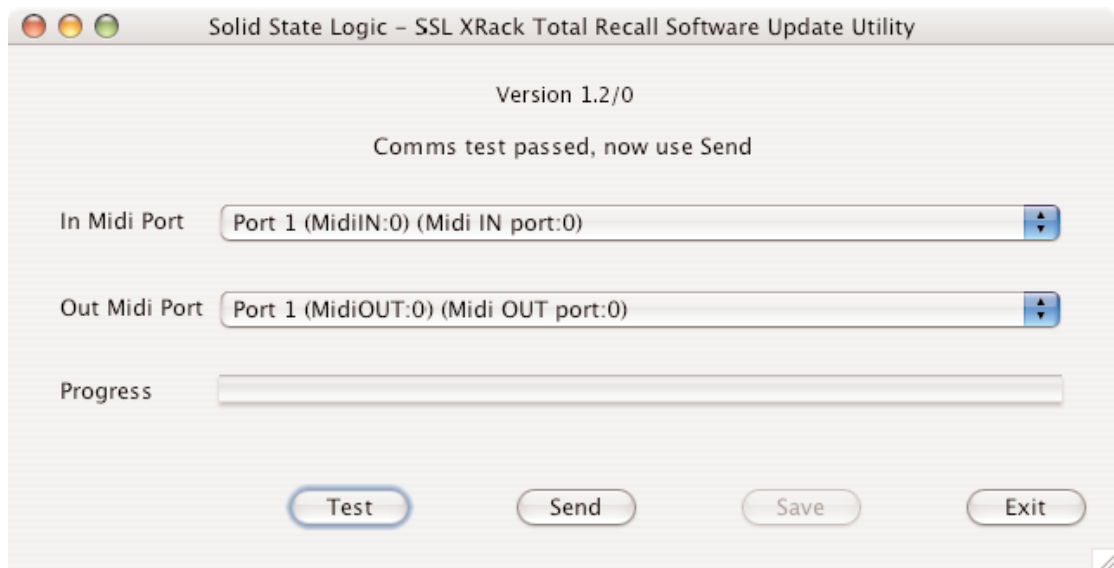 Solid State Logic – SSL XRack Total Recall Software Update Utility
Version 1.2/0
Comms test passed, now use Send
In Midi Port Port 1 (MidiIN:0) (Midi IN port:0)
Out Midi Port Port 1 (MidiOUT:0) (Midi OUT port:0)
Progress
Test Send Save Exit